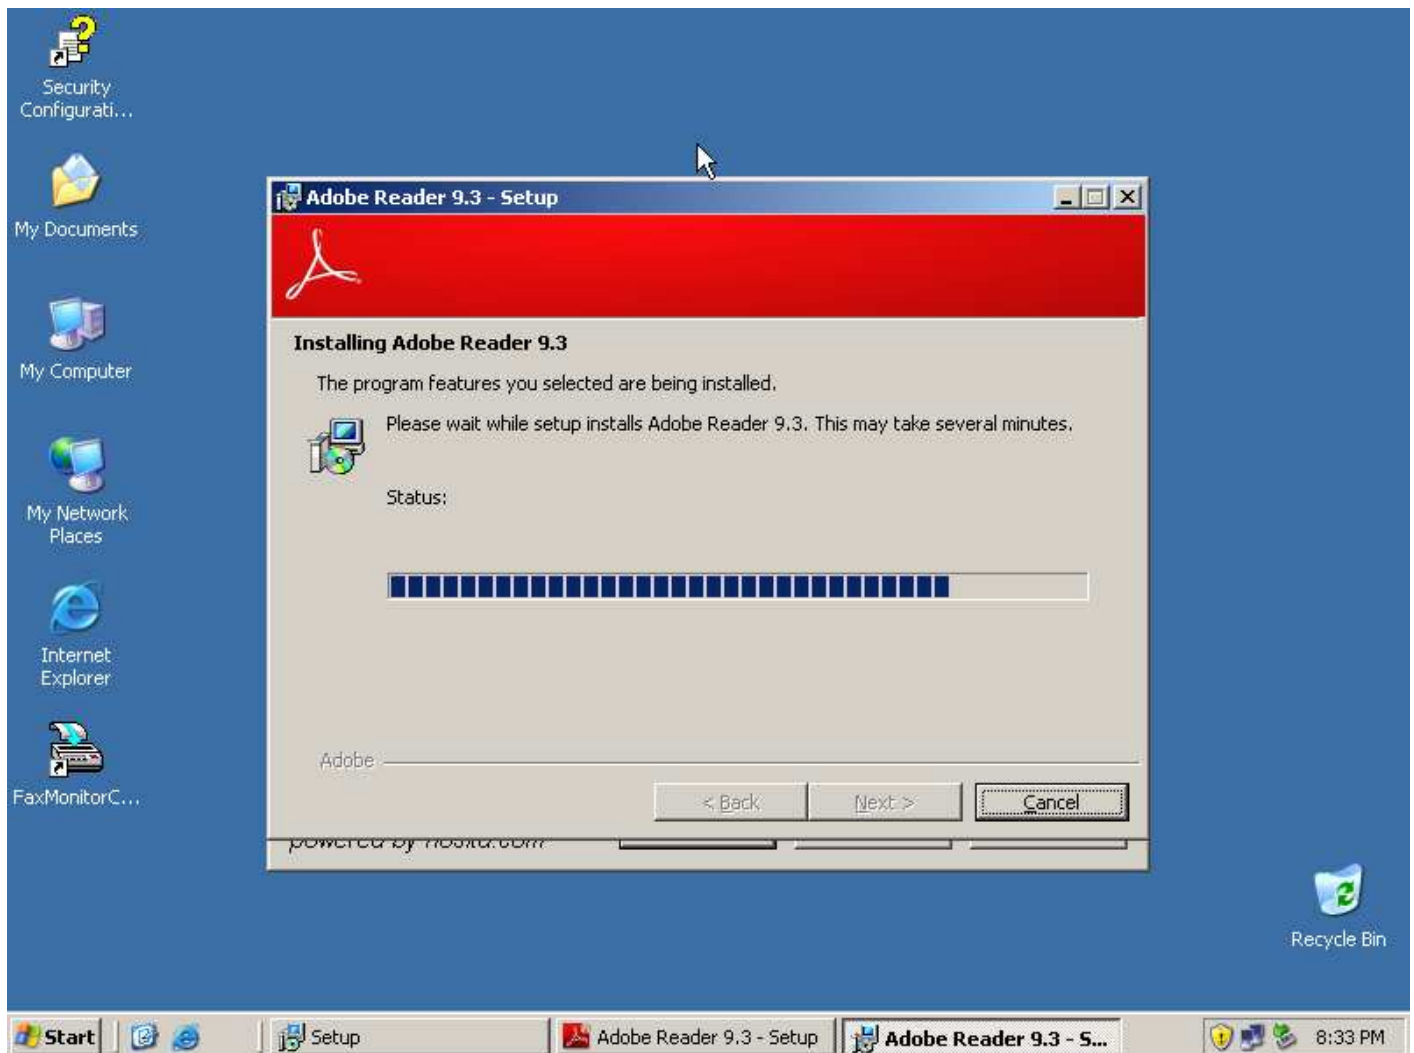 Security
Configurati...
My Documents
My Computer
My Network
Places
Internet
Explorer
FaxMonitorC...
Adobe Reader 9.3 - Setup
Installing Adobe Reader 9.3
The program features you selected are being installed.
Please wait while setup installs Adobe Reader 9.3. This may take several minutes.
Status:
Adobe
< Back
Next >
Cancel
powered by
Recycle Bin
Start
Setup
Adobe Reader 9.3 - Setup
Adobe Reader 9.3 - S...
8:33 PM